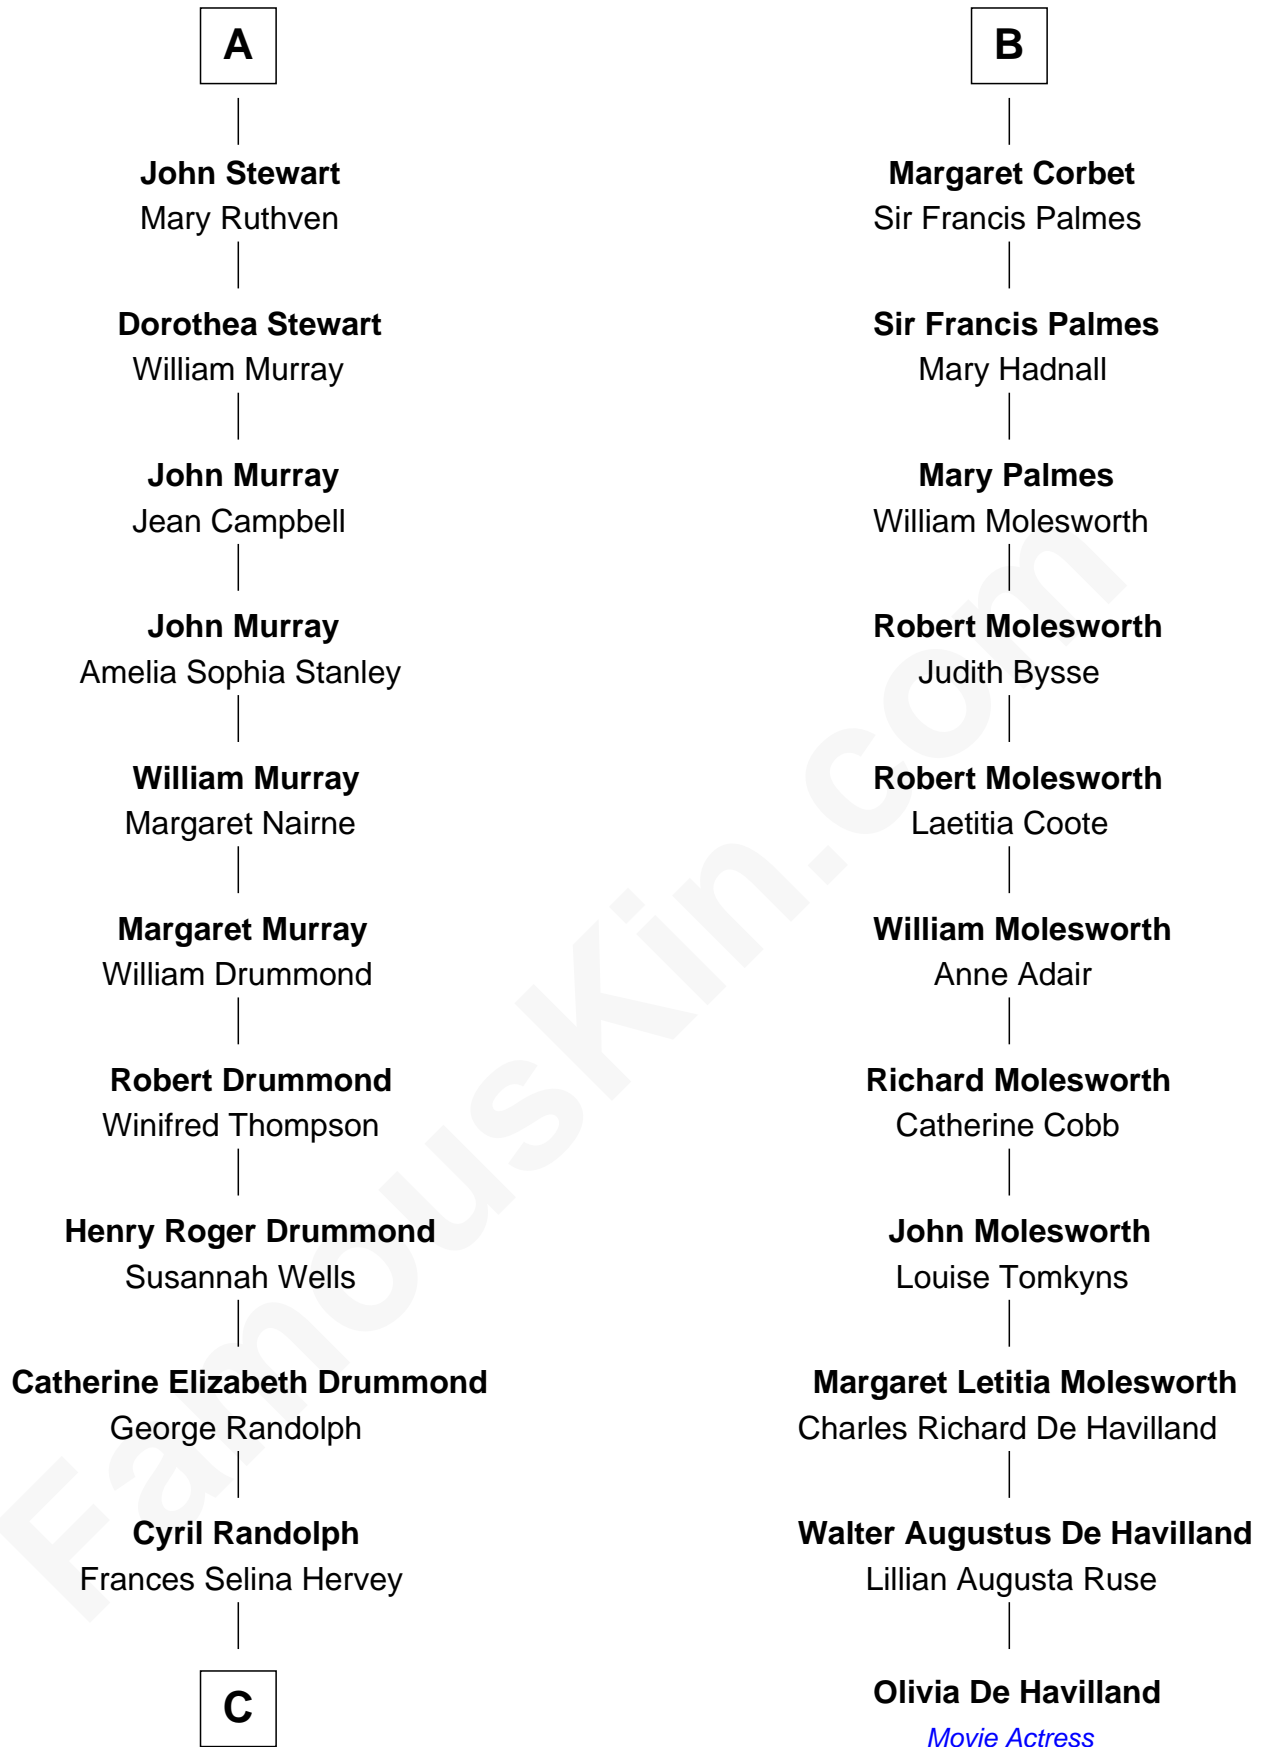 A
John Stewart
Mary Ruthven
Dorothea Stewart
William Murray
John Murray
Jean Campbell
John Murray
Amelia Sophia Stanley
William Murray
Margaret Nairne
Margaret Murray
William Drummond
Robert Drummond
Winifred Thompson
Henry Roger Drummond
Susannah Wells
Catherine Elizabeth Drummond
George Randolph
Cyril Randolph
Frances Selina Hervey
C
B
Margaret Corbet
Sir Francis Palmes
Sir Francis Palmes
Mary Hadnall
Mary Palmes
William Molesworth
Robert Molesworth
Judith Bysse
Robert Molesworth
Laetitia Coote
William Molesworth
Anne Adair
Richard Molesworth
Catherine Cobb
John Molesworth
Louise Tomkyns
Margaret Letitia Molesworth
Charles Richard De Havilland
Walter Augustus De Havilland
Lillian Augusta Ruse
Olivia De Havilland
Movie Actress
FamousKin.com